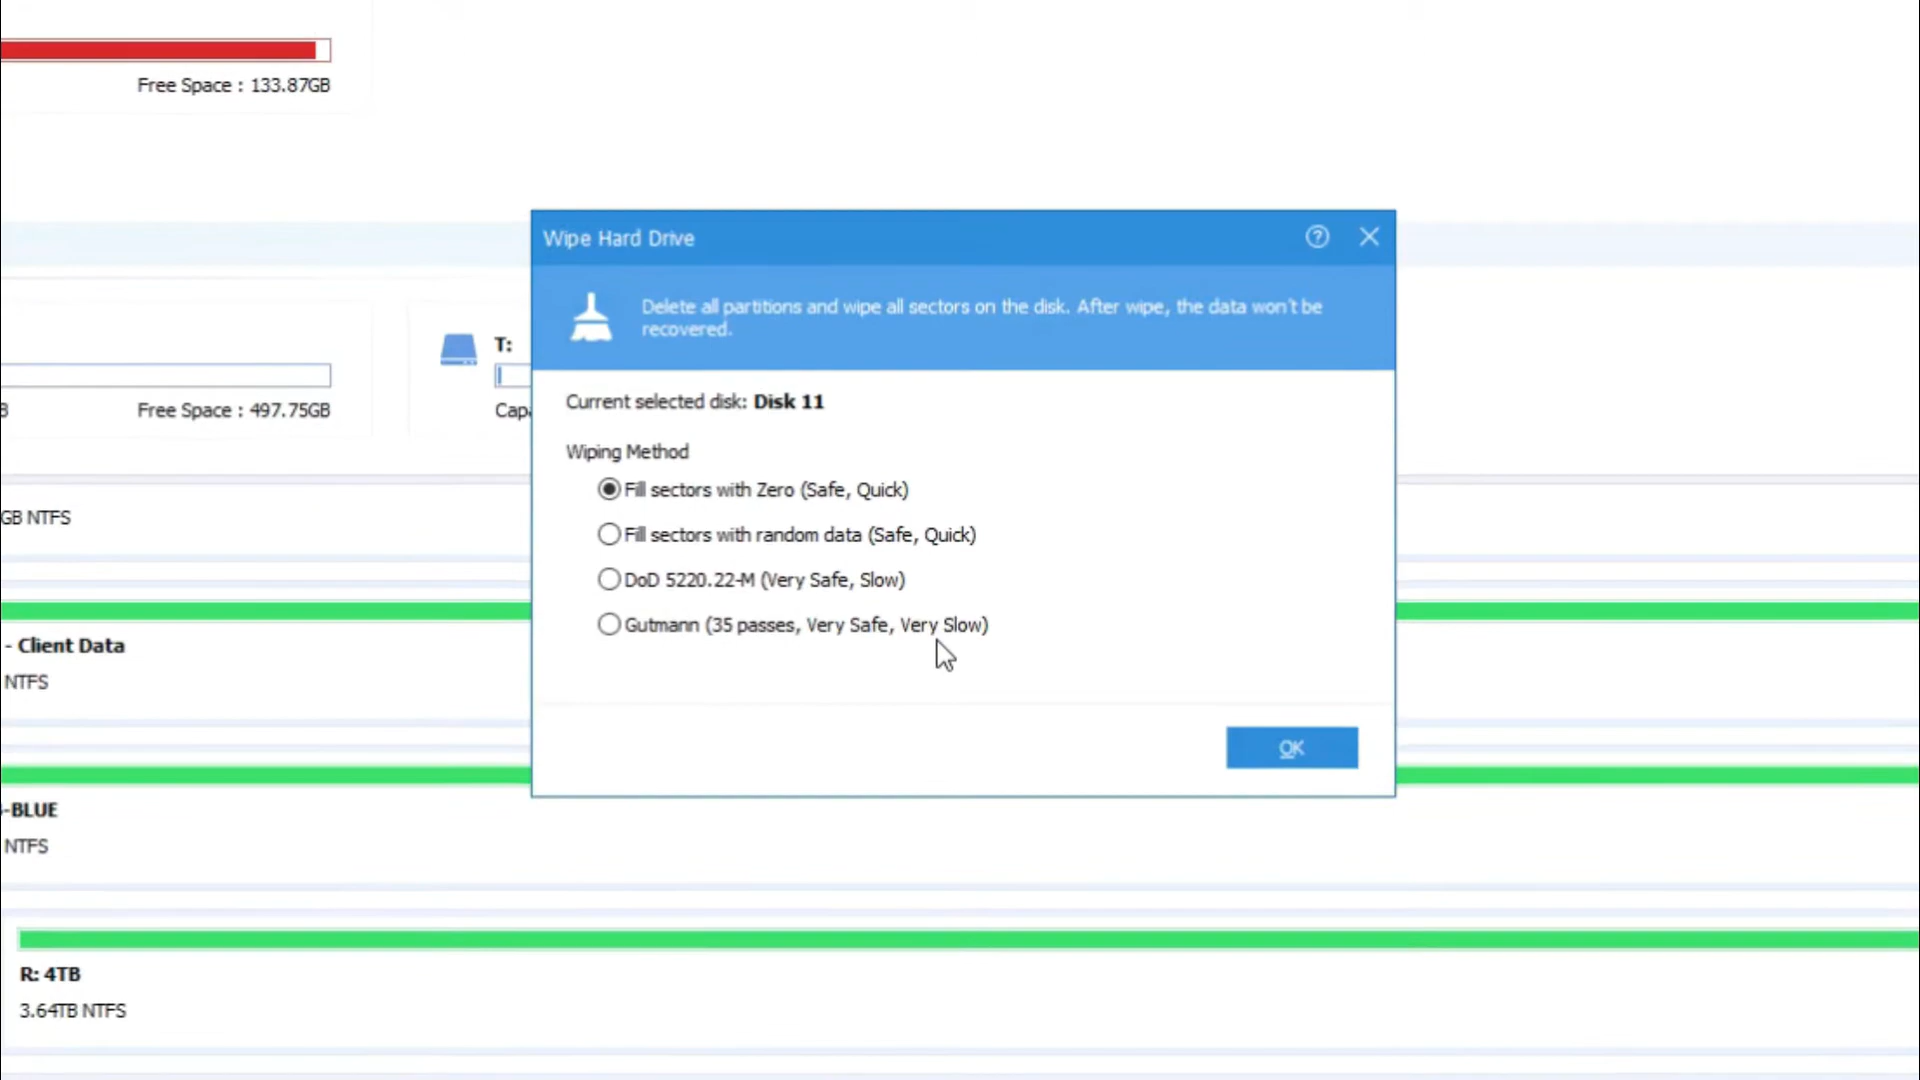 Free Space : 133.87GB
Wipe Hard Drive
Delete all partitions and wipe all sectors on the disk. After wipe, the data won't be
recovered.
T:
B
Free Space : 497.75GB
Capa
Current selected disk: Disk 11
Wiping Method
Fill sectors with Zero (Safe, Quick)
Fill sectors with random data (Safe, Quick)
DoD 5220.22-M (Very Safe, Slow)
Gutmann (35 passes, Very Safe, Very Slow)
OK
GB NTFS
- Client Data
NTFS
-BLUE
NTFS
R: 4TB
3.64TB NTFS